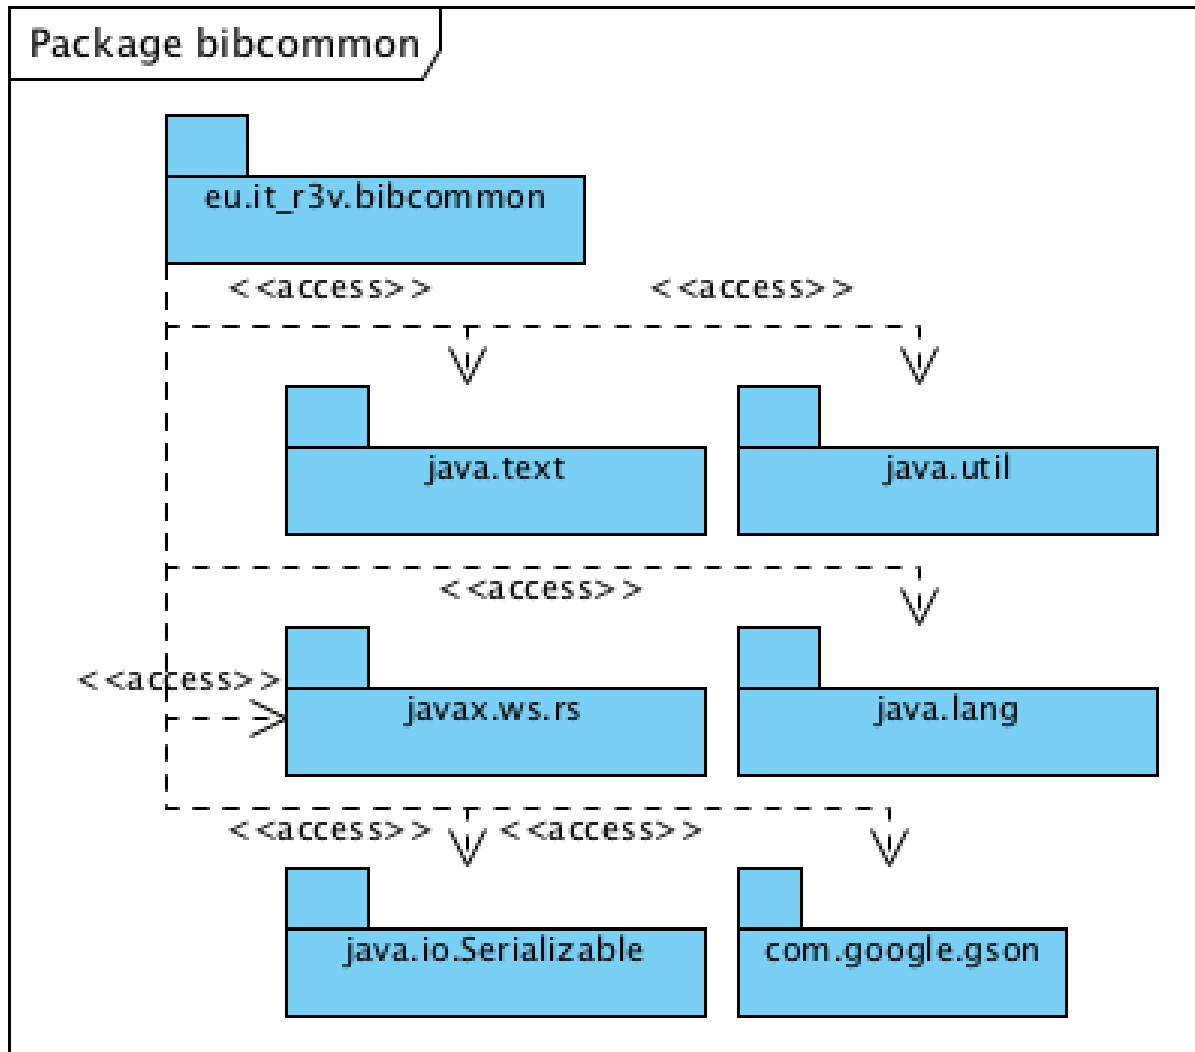 Package bibcommon
eu.it_r3v.bibcommon
<<access>> <<access>>
java.text java.util
<<access>>
<<access>>
javax.ws.rs java.lang
<<access>> <<access>>
java.io.Serializable com.google.gson